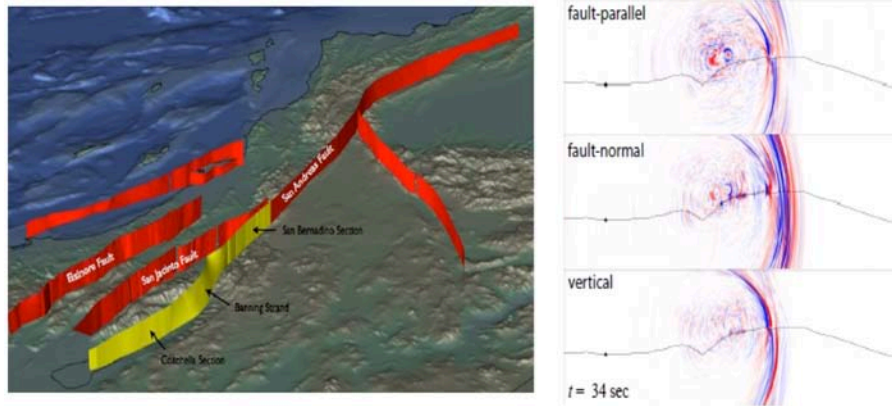 San Andreas Fault
San Bernadino Section
Elsinore Fault
San Jacinto Fault
Banning Strand
Coachella Section
fault-parallel
fault-normal
vertical
t = 34 sec